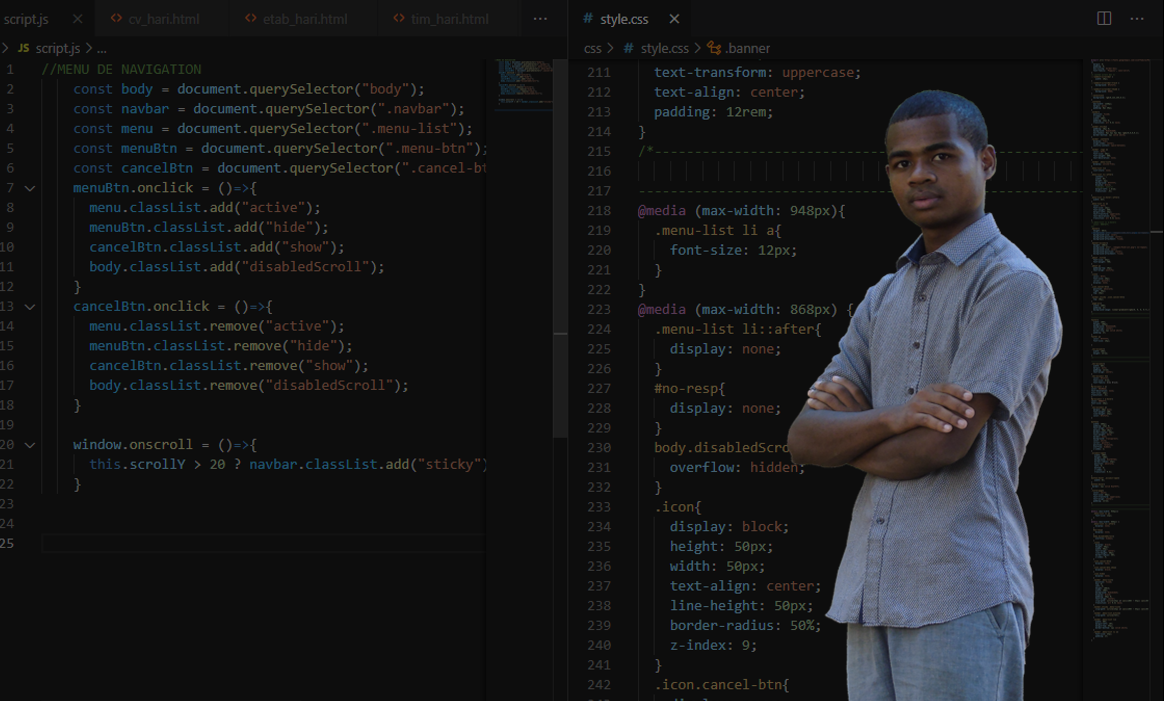 script.js
cv_hari.html
etab_hari.html
tim_hari.html
...
JS script.js > ...
1 //MENU DE NAVIGATION
2 const body = document.querySelector("body");
3 const navbar = document.querySelector(".navbar");
4 const menu = document.querySelector(".menu-list");
5 const menuBtn = document.querySelector(".menu-btn");
6 const cancelBtn = document.querySelector(".cancel-bt
7 menuBtn.onclick = ()=>{
8 menu.classList.add("active");
9 menuBtn.classList.add("hide");
10 cancelBtn.classList.add("show");
11 body.classList.add("disabledScroll");
12 }
13 cancelBtn.onclick = ()=>{
14 menu.classList.remove("active");
15 menuBtn.classList.remove("hide");
16 cancelBtn.classList.remove("show");
17 body.classList.remove("disabledScroll");
18 }
19
20 window.onscroll = ()=>{
21 this.scrollY > 20 ? navbar.classList.add("sticky")
22 }
23
24
25
# style.css
...
css > # style.css > .banner
211 text-transform: uppercase;
212 text-align: center;
213 padding: 12rem;
214 }
215 /*
216
217
218 @media (max-width: 948px){
219 .menu-list li a{
220 font-size: 12px;
221 }
222 }
223 @media (max-width: 868px) {
224 .menu-list li::after{
225 display: none;
226 }
227 #no-resp{
228 display: none;
229 }
230 body.disabledScro
231 overflow: hidden;
232 }
233 .icon{
234 display: block;
235 height: 50px;
236 width: 50px;
237 text-align: center;
238 line-height: 50px;
239 border-radius: 50%;
240 z-index: 9;
241 }
242 .icon.cancel-btn{